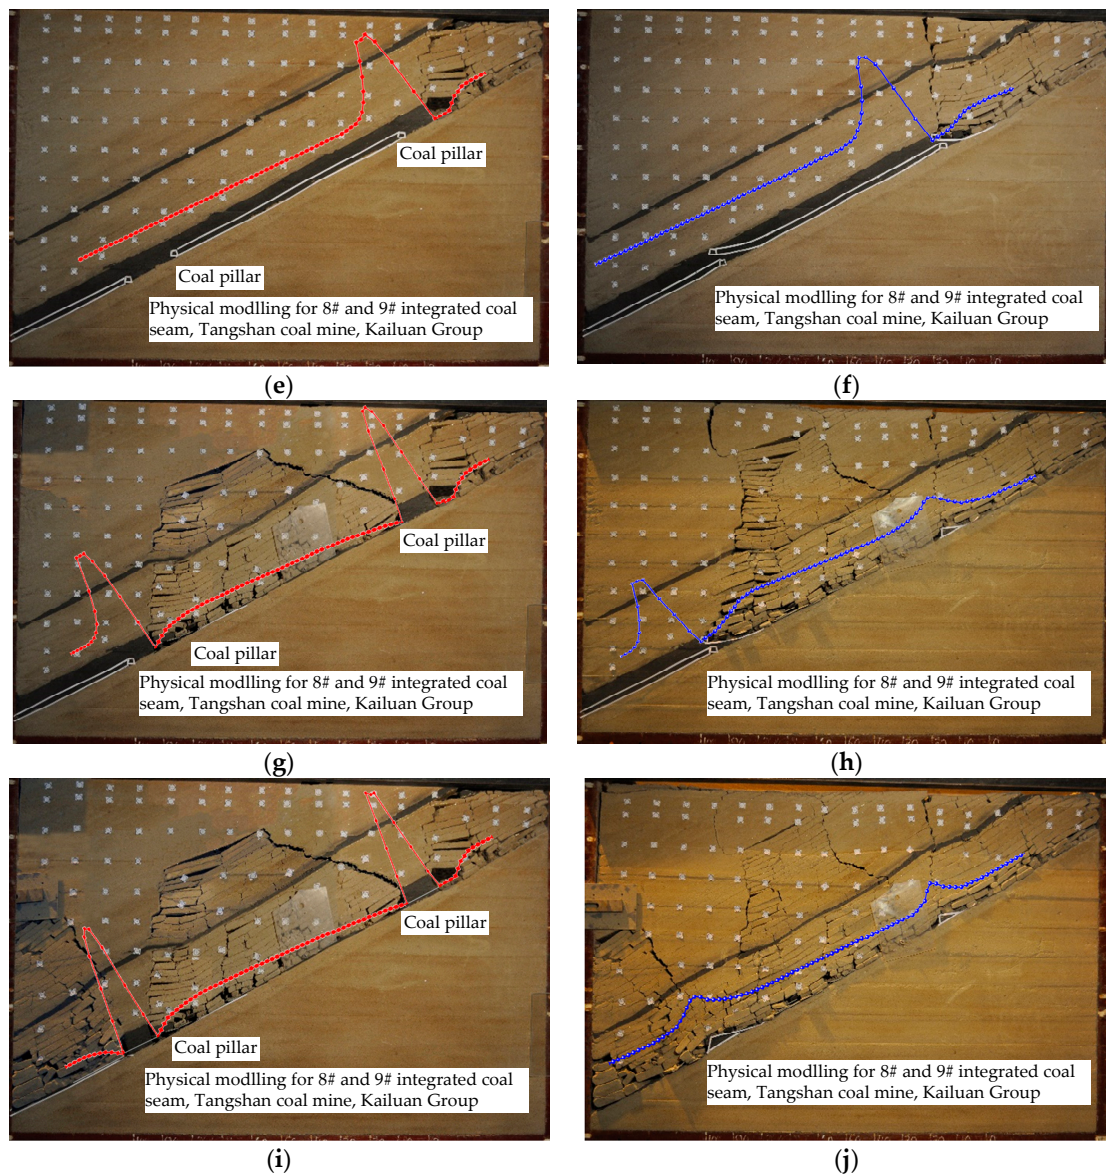 Coal pillar
Coal pillar
Physical modlling for 8# and 9# integrated coal
seam, Tangshan coal mine, Kailuan Group
(e)
Physical modlling for 8# and 9# integrated coal
seam, Tangshan coal mine, Kailuan Group
(f)
Coal pillar
Coal pillar
Physical modlling for 8# and 9# integrated coal
seam, Tangshan coal mine, Kailuan Group
(g)
Physical modlling for 8# and 9# integrated coal
seam, Tangshan coal mine, Kailuan Group
(h)
Coal pillar
Coal pillar
Physical modlling for 8# and 9# integrated coal
seam, Tangshan coal mine, Kailuan Group
(i)
Physical modlling for 8# and 9# integrated coal
seam, Tangshan coal mine, Kailuan Group
(j)